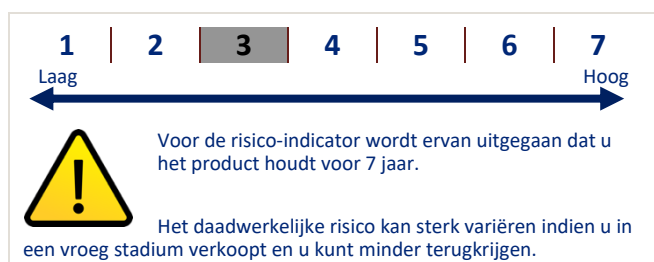 1 2 3 4 5 6 7
Laag Hoog
Voor de risico-indicator wordt ervan uitgegaan dat u
het product houdt voor 7 jaar.
Het daadwerkelijke risico kan sterk variëren indien u in
een vroeg stadium verkoopt en u kunt minder terugkrijgen.